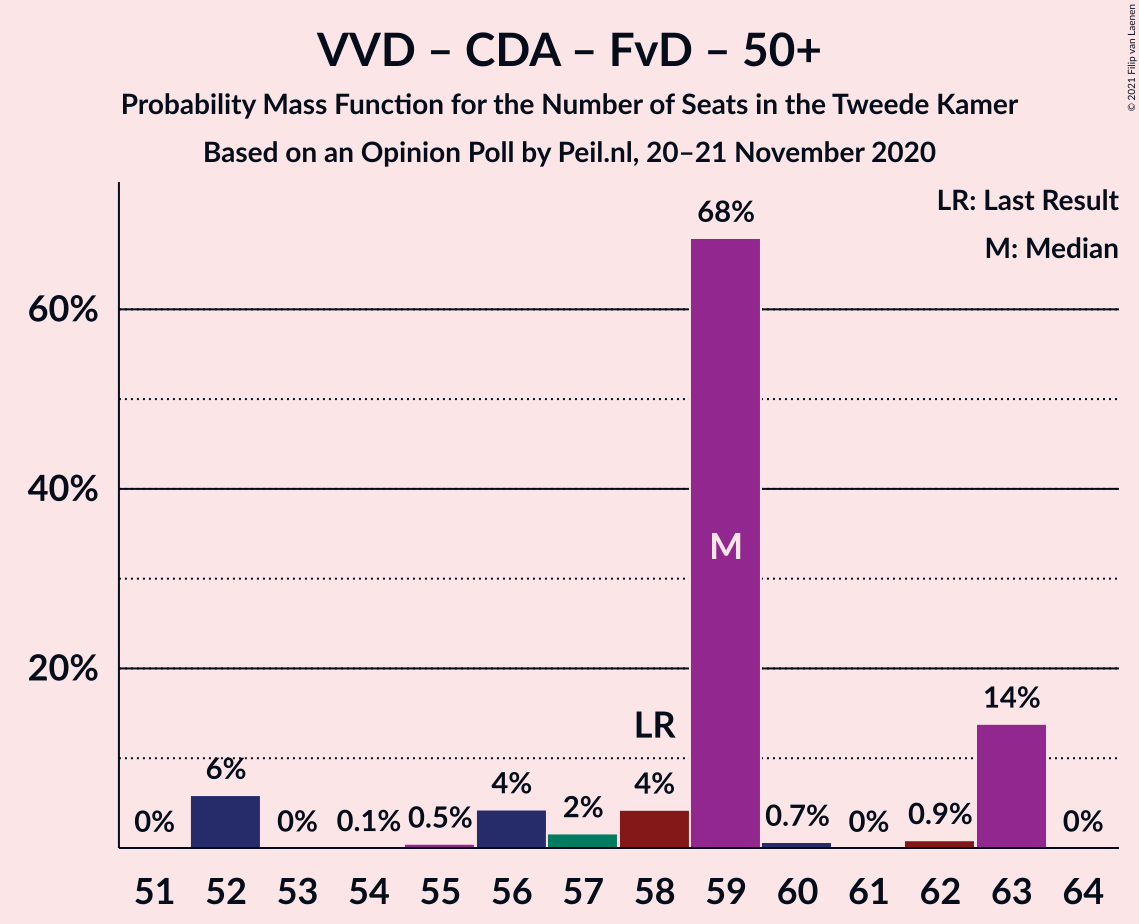 VVD – CDA – FvD – 50+
Probability Mass Function for the Number of Seats in the Tweede Kamer
Based on an Opinion Poll by Peil.nl, 20–21 November 2020
© 2021 Filip van Laenen
LR: Last Result
M: Median
60%
40%
20%
0%
6%
0%
0.1%
0.5%
4%
2%
LR
4%
68%
M
0.7%
0%
0.9%
14%
0%
51 52 53 54 55 56 57 58 59 60 61 62 63 64